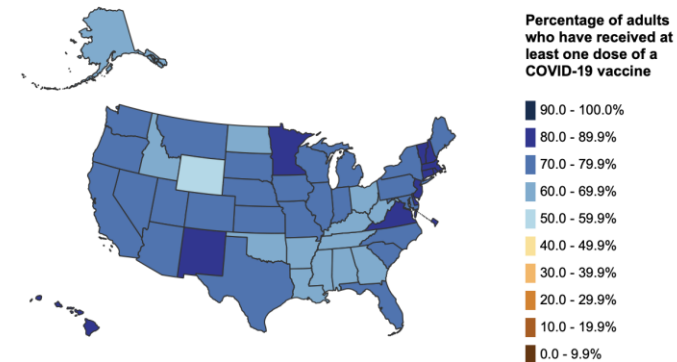 Percentage of adults
who have received at
least one dose of a
COVID-19 vaccine
90.0 - 100.0%
80.0 - 89.9%
70.0 - 79.9%
60.0 - 69.9%
50.0 - 59.9%
40.0 - 49.9%
30.0 - 39.9%
20.0 - 29.9%
10.0 - 19.9%
0.0 - 9.9%